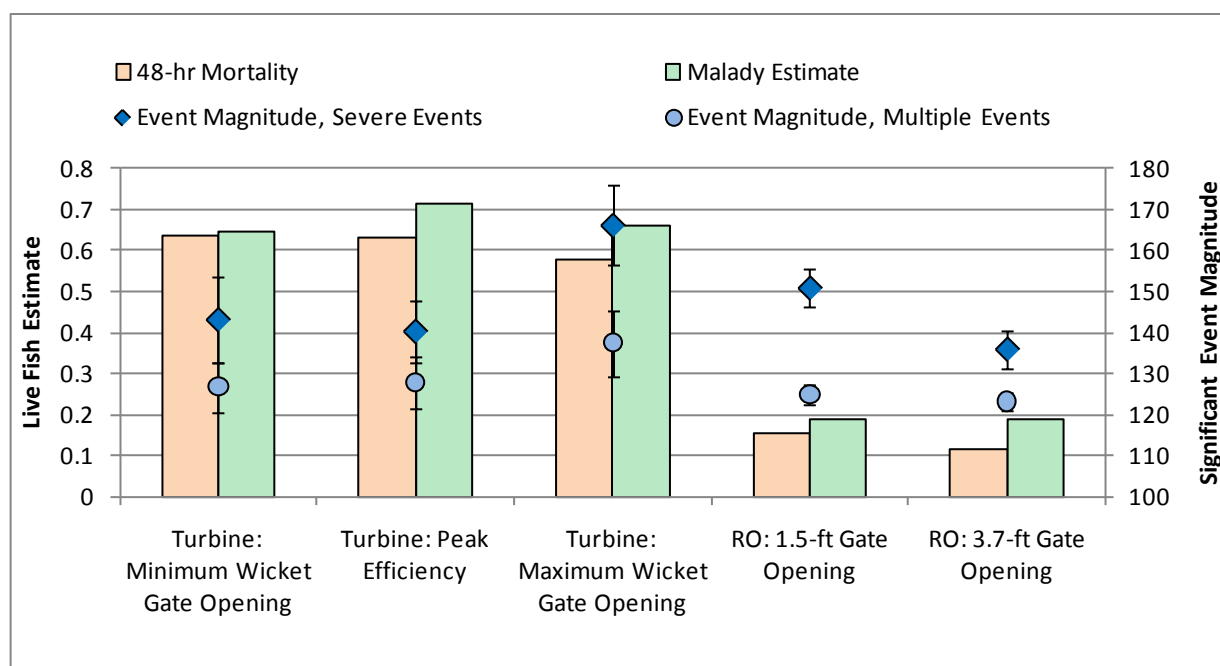 48-hr Mortality
Malady Estimate
Event Magnitude, Severe Events
Event Magnitude, Multiple Events
Live Fish Estimate
0.8
0.7
0.6
0.5
0.4
0.3
0.2
0.1
0
180
170
160
150
140
130
120
110
100
Significant Event Magnitude
Turbine:
Minimum Wicket
Gate Opening
Turbine: Peak
Efficiency
Turbine:
Maximum Wicket
Gate Opening
RO: 1.5-ft Gate
Opening
RO: 3.7-ft Gate
Opening